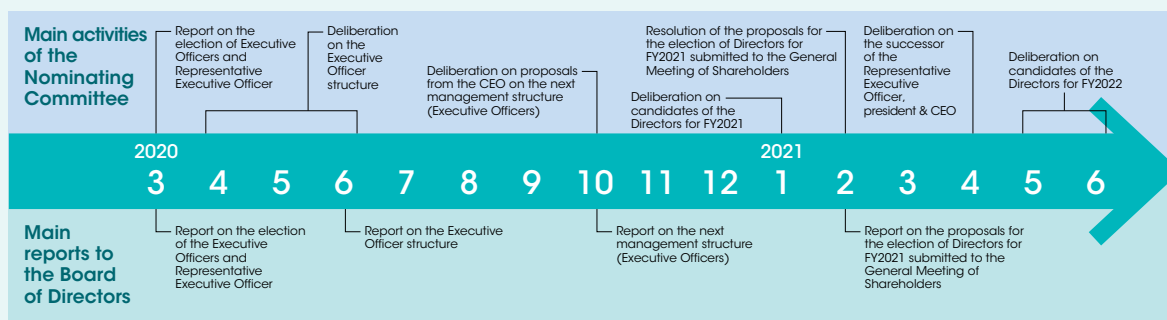 Main activities
of the
Nominating
Committee
Report on the
election of Executive
Officers and
Representative
Executive Officer
Deliberation
on the
Executive
Officer
structure
Deliberation on proposals
from the CEO on the next
management structure
(Executive Officers)
Resolution of the proposals for
the election of Directors for
FY2021 submitted to the General
Meeting of Shareholders
Deliberation on
candidates of the
Directors for FY2021
Deliberation on
the successor
of the
Representative
Executive
Officer,
president & CEO
Deliberation on
candidates of the
Directors for FY2022
2020
2021
3 4 5 6 7 8 9 10 11 12 1 2 3 4 5 6
Main
reports to
the Board
of Directors
Report on the election
of the Executive
Officers and
Representative
Executive Officer
Report on the Executive
Officer structure
Report on the next
management structure
(Executive Officers)
Report on the proposals for
the election of Directors for
FY2021 submitted to the
General Meeting of
Shareholders